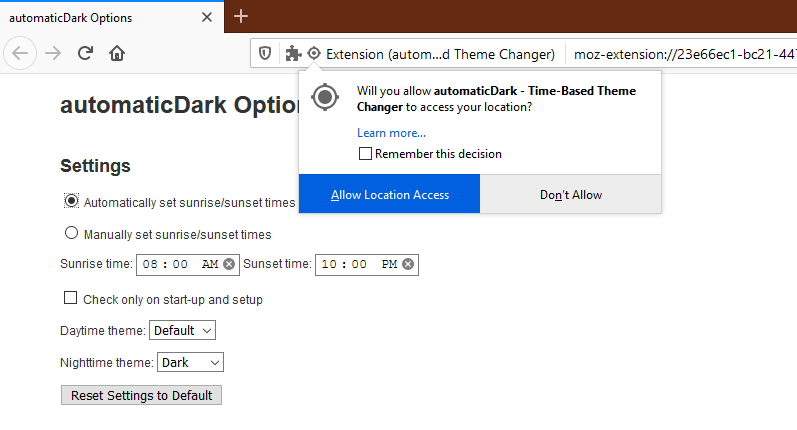 automaticDark Options
Extension (autom...d Theme Changer)
moz-extension://23e66ec1-bc21-447
automaticDark Option
Will you allow automaticDark - Time-Based Theme
Changer to access your location?
Learn more...
Remember this decision
Allow Location Access
Don't Allow
Settings
Automatically set sunrise/sunset times
Manually set sunrise/sunset times
Sunrise time: 08 : 00 AM Sunset time: 10 : 00 PM
Check only on start-up and setup
Daytime theme: Default
Nighttime theme: Dark
Reset Settings to Default